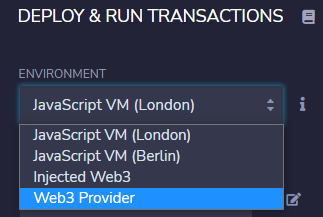 DEPLOY & RUN TRANSACTIONS
ENVIRONMENT
JavaScript VM (London)
JavaScript VM (London)
JavaScript VM (Berlin)
Injected Web3
Web3 Provider